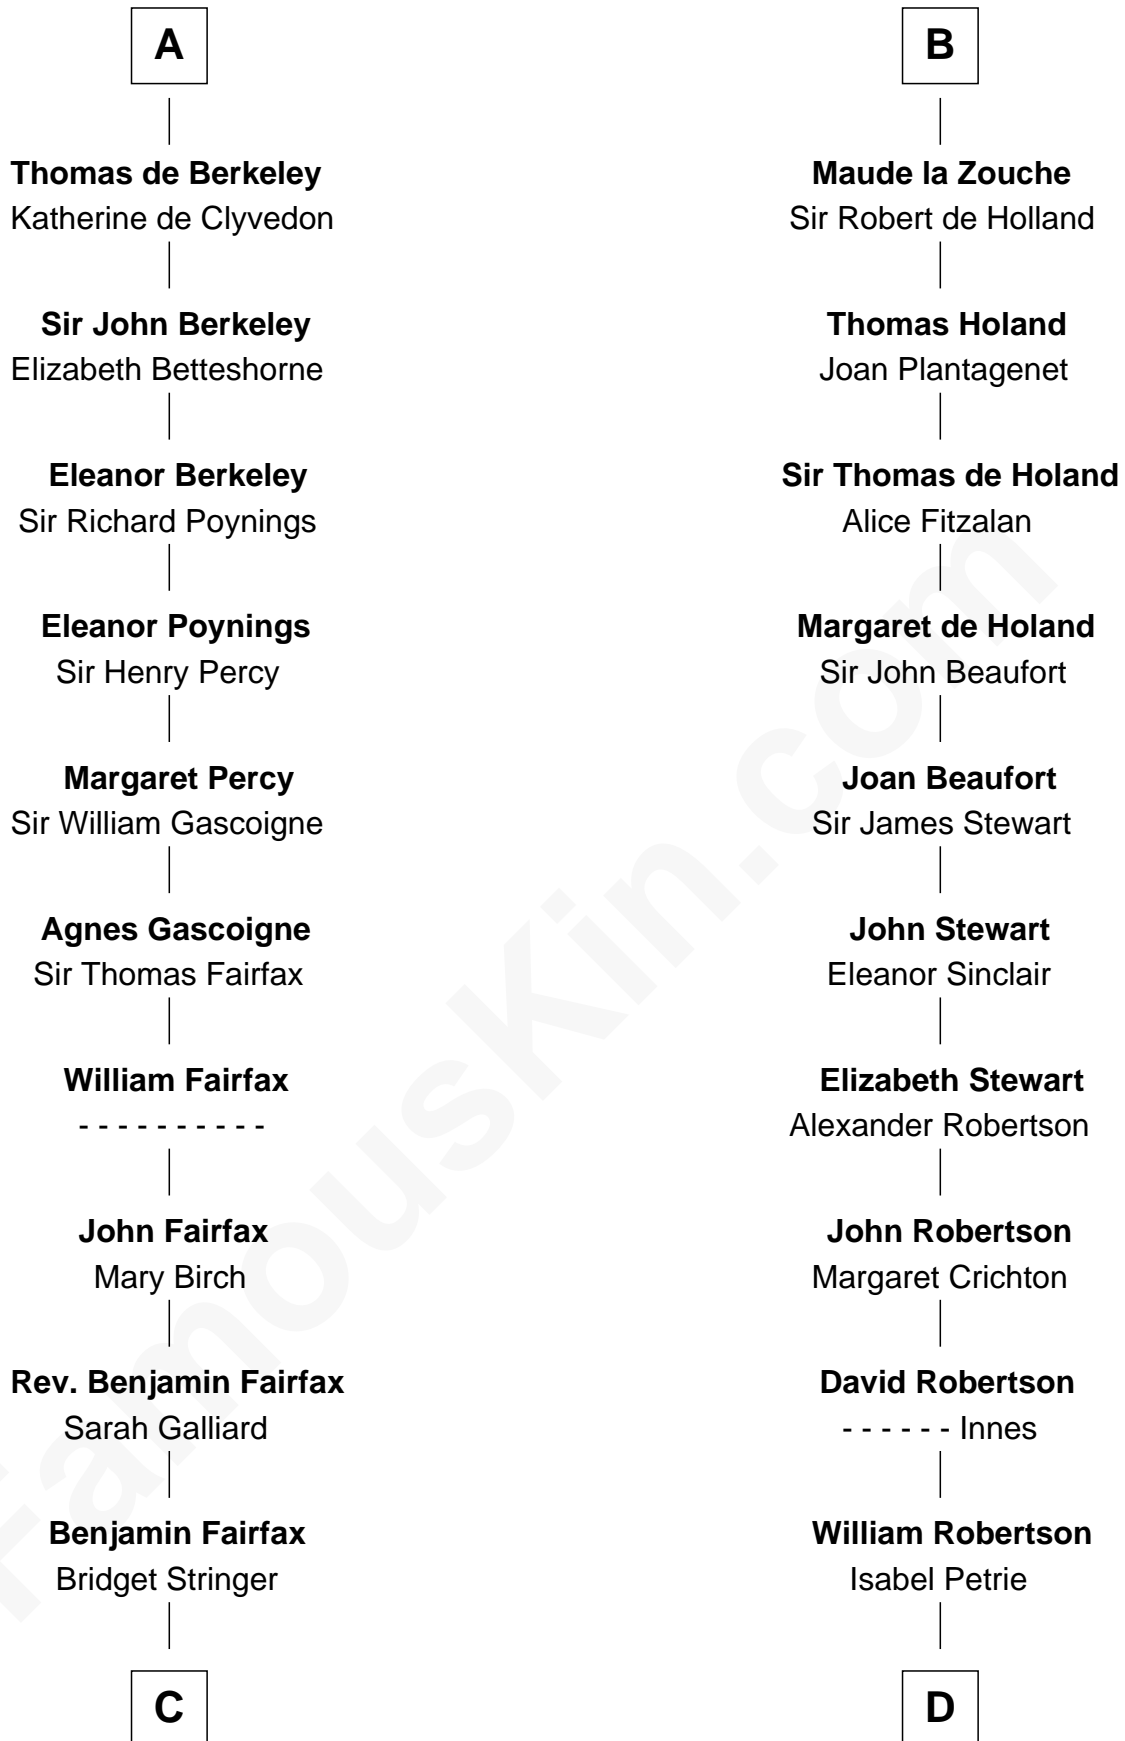 A
Thomas de Berkeley
Katherine de Clyvedon
Sir John Berkeley
Elizabeth Betteshorne
Eleanor Berkeley
Sir Richard Poynings
Eleanor Poynings
Sir Henry Percy
Margaret Percy
Sir William Gascoigne
Agnes Gascoigne
Sir Thomas Fairfax
William Fairfax
- - - - - - - - - -
John Fairfax
Mary Birch
Rev. Benjamin Fairfax
Sarah Galliard
Benjamin Fairfax
Bridget Stringer
C
B
Maude la Zouche
Sir Robert de Holland
Thomas Holand
Joan Plantagenet
Sir Thomas de Holand
Alice Fitzalan
Margaret de Holand
Sir John Beaufort
Joan Beaufort
Sir James Stewart
John Stewart
Eleanor Sinclair
Elizabeth Stewart
Alexander Robertson
John Robertson
Margaret Crichton
David Robertson
- - - - - - Innes
William Robertson
Isabel Petrie
D
FamousKin.com